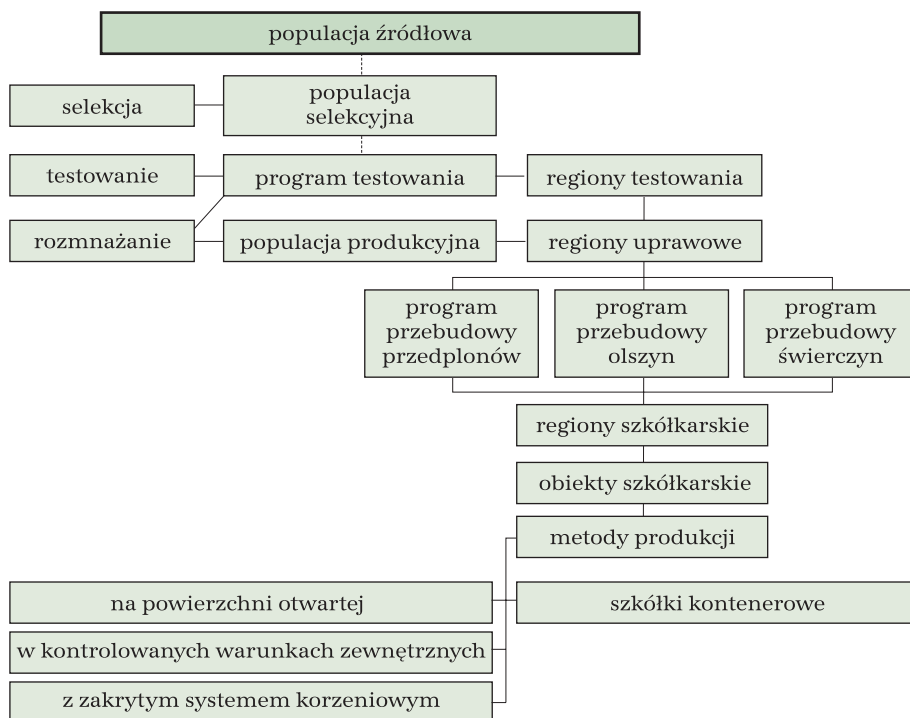 populacja źródłowa
selekcja
populacja
selekcyjna
testowanie
program testowania
regiony testowania
rozmnażanie
populacja produkcyjna
regiony uprawowe
program
przebudowy
przedplonów
program
przebudowy
olszyn
program
przebudowy
świerczyn
regiony szkółkarskie
obiekty szkółkarskie
metody produkcji
na powierzchni otwartej
szkółki kontenerowe
w kontrolowanych warunkach zewnętrznych
z zakrytym systemem korzeniowym